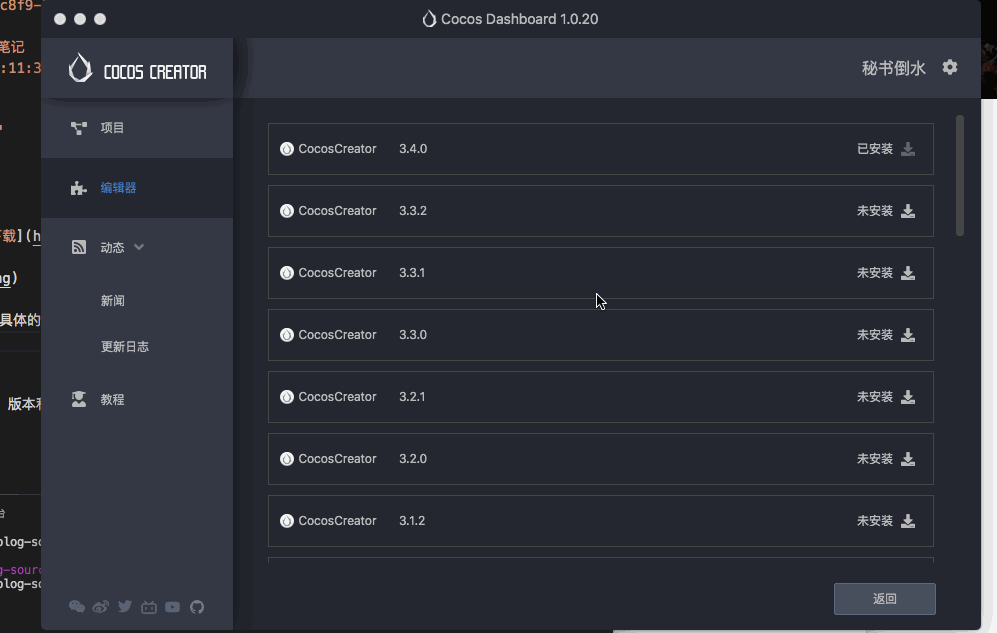 c8f9-
Cocos Dashboard 1.0.20
笔记
:11:3
COCOS CREATOR
秘书倒水
项目
编辑器
动态
新闻
更新日志
教程
CocosCreator 3.4.0 已安装
CocosCreator 3.3.2 未安装
CocosCreator 3.3.1 未安装
CocosCreator 3.3.0 未安装
CocosCreator 3.2.1 未安装
CocosCreator 3.2.0 未安装
CocosCreator 3.1.2 未安装
返回
载](h
g)
具体的
版本
台
log-so
g-sourc
log-so